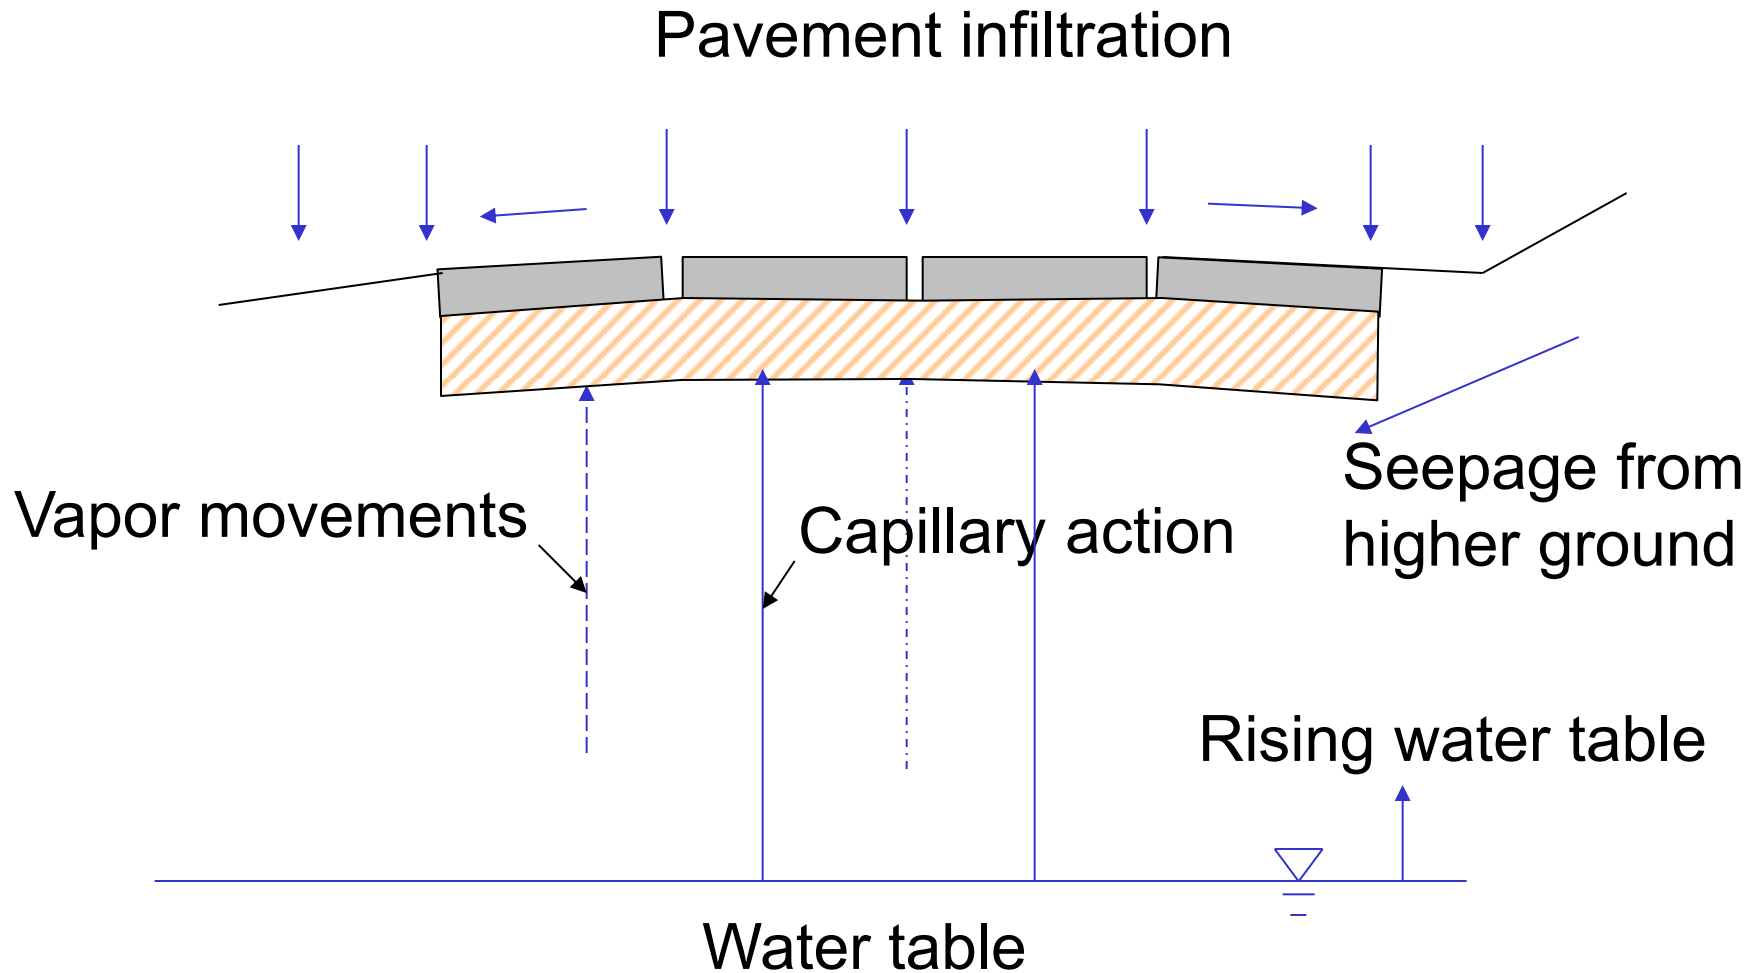 Pavement infiltration
Seepage from
higher ground
Vapor movements
Capillary action
Rising water table
Water table